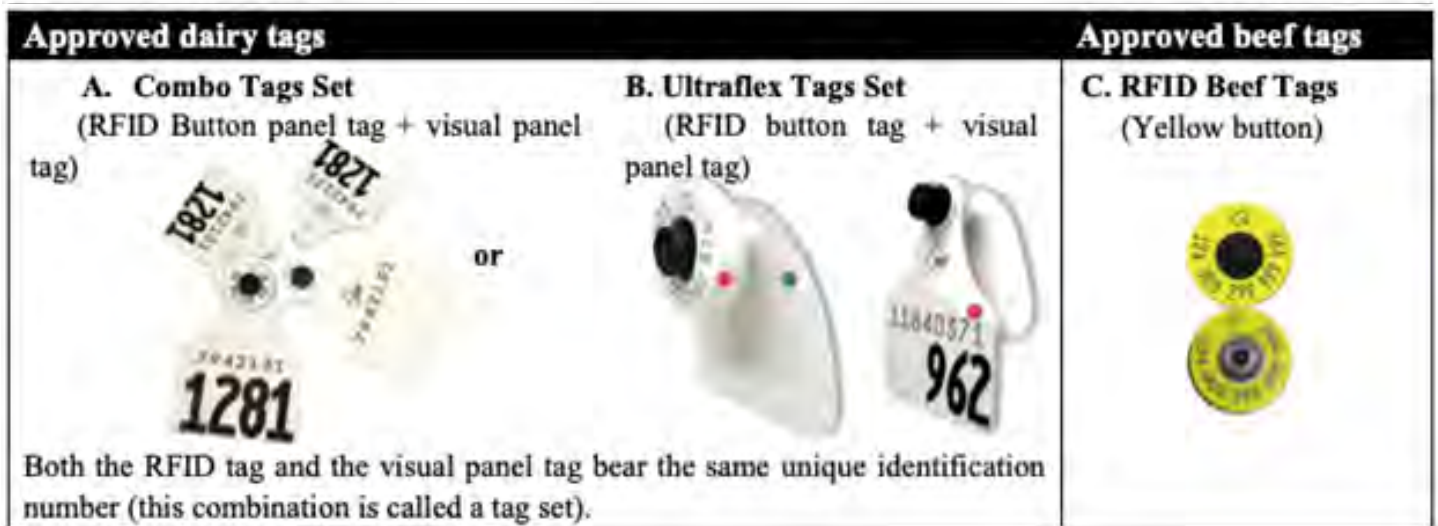 Approved dairy tags
Approved beef tags
A. Combo Tags Set
(RFID Button panel tag + visual panel
tag)
1281
1281
1281
or
B. Ultraflex Tags Set
(RFID button tag + visual
panel tag)
962
C. RFID Beef Tags
(Yellow button)
Both the RFID tag and the visual panel tag bear the same unique identification
number (this combination is called a tag set).